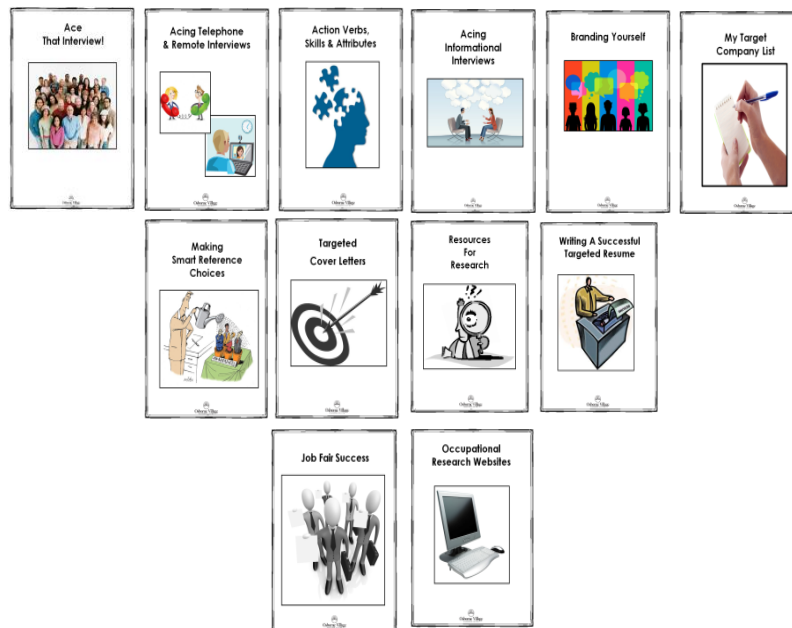 Ace
That Interview!
Acing Telephone
& Remote Interviews
Action Verbs,
Skills & Attributes
Acing
Informational
Interviews
Branding Yourself
My Target
Company List
Making
Smart Reference
Choices
Targeted
Cover Letters
Resources
For
Research
Writing A Successful
Targeted Resume
Job Fair Success
Occupational
Research Websites